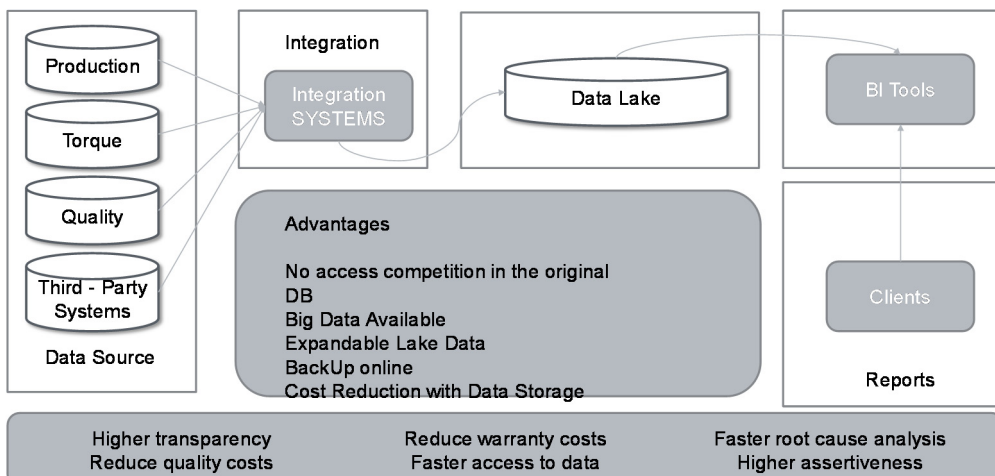 Production
Torque
Quality
Third - Party
Systems
Data Source
Integration
Integration
SYSTEMS
Data Lake
BI Tools
Clients
Reports
Advantages
No access competition in the original
DB
Big Data Available
Expandable Lake Data
BackUp online
Cost Reduction with Data Storage
Higher transparency
Reduce quality costs
Reduce warranty costs
Faster access to data
Faster root cause analysis
Higher assertiveness